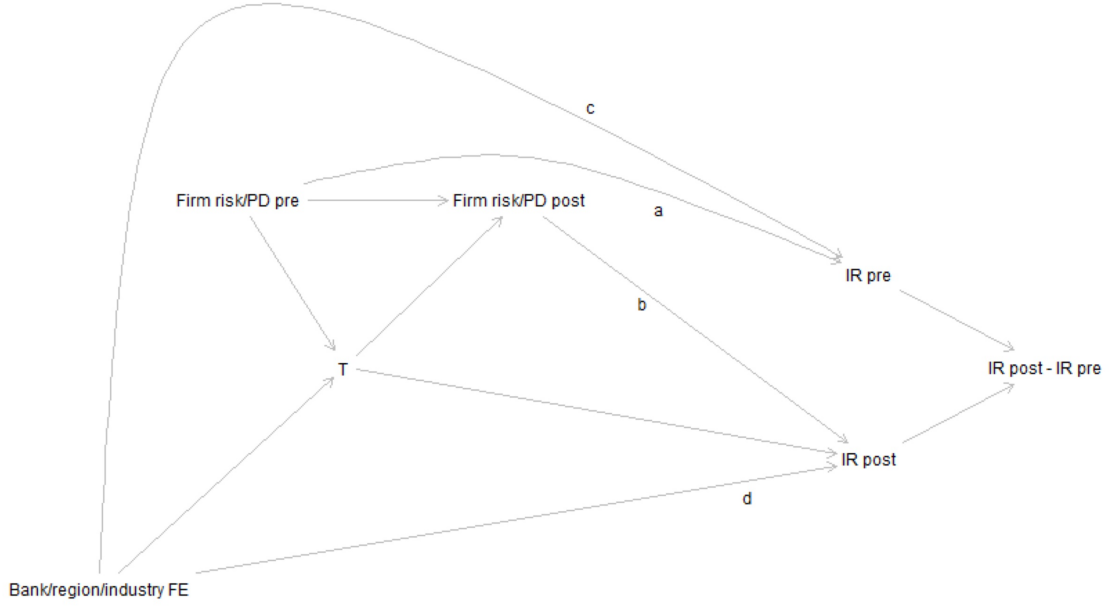 c
Firm risk/PD pre
Firm risk/PD post
a
IR pre
b
T
IR post - IR pre
IR post
d
Bank/region/industry FE